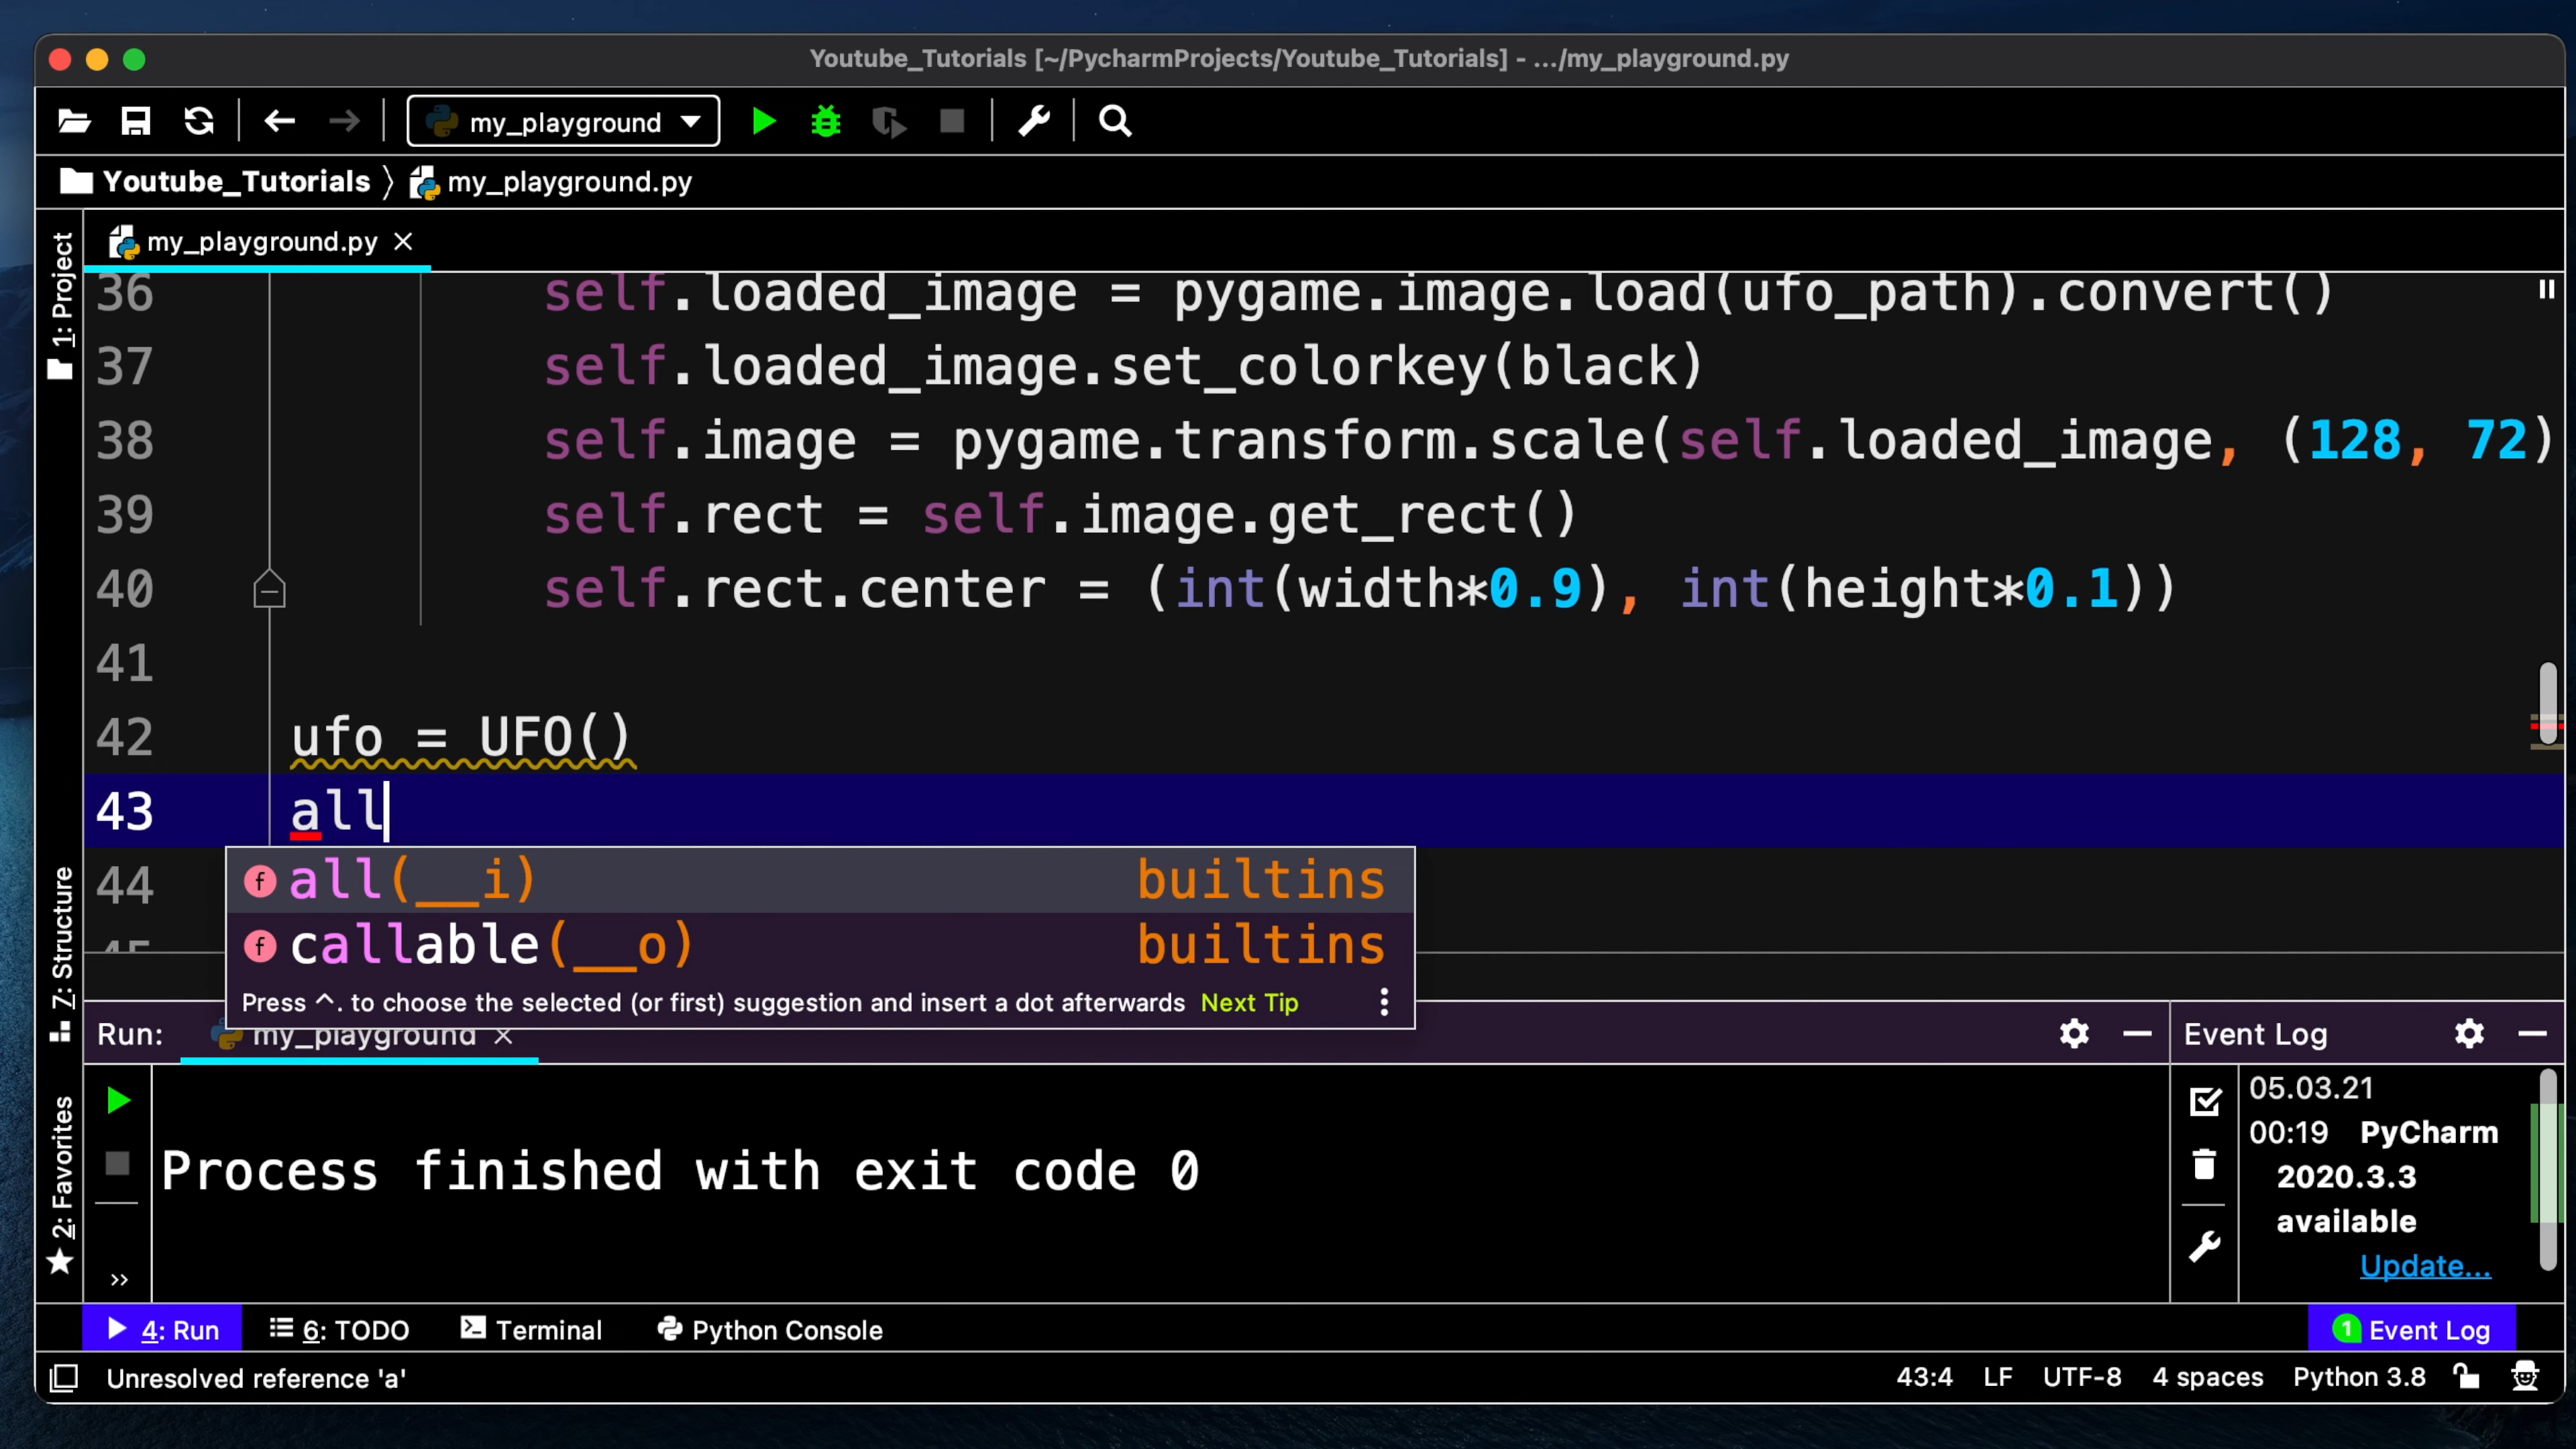 Youtube_Tutorials [~/PycharmProjects/Youtube_Tutorials] - .../my_playground.py
my_playground
Youtube_Tutorials
my_playground.py
my_playground.py
1: Project
7: Structure
2: Favorites
36 self.loaded_image = pygame.image.load(ufo_path).convert()
37 self.loaded_image.set_colorkey(black)
38 self.image = pygame.transform.scale(self.loaded_image, (128, 72)
39 self.rect = self.image.get_rect()
40 self.rect.center = (int(width*0.9), int(height*0.1))
41
42 ufo = UFO()
43 all
44
45
all(__i) builtins
callable(__o) builtins
Press ^. to choose the selected (or first) suggestion and insert a dot afterwards Next Tip
Run: my_playground
Process finished with exit code 0
Event Log
05.03.21
00:19 PyCharm
2020.3.3
available
Update...
4: Run 6: TODO Terminal Python Console 1 Event Log
Unresolved reference 'a' 43:4 LF UTF-8 4 spaces Python 3.8